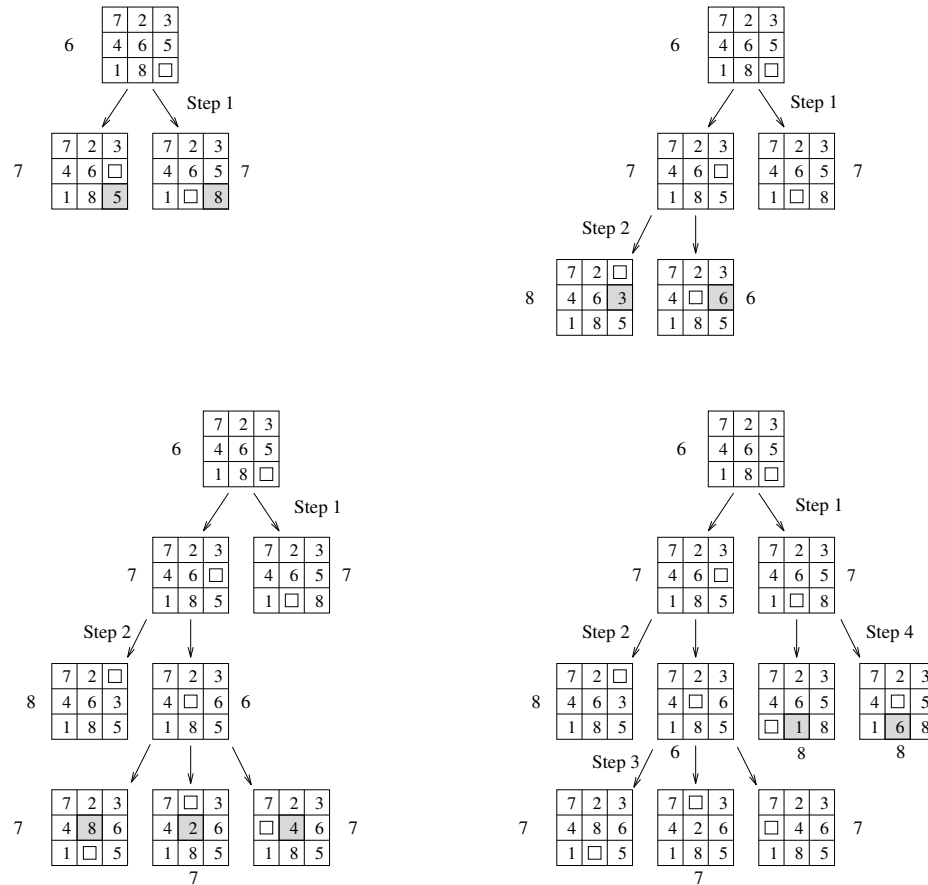 7 2 3
6 4 6 5
1 8 □
Step 1
7 2 3 7 2 3
7 4 6 □ 4 6 5 7
1 8 5 1 □ 8
7 2 3
6 4 6 5
1 8 □
Step 1
7 2 3 7 2 3
7 4 6 □ 4 6 5 7
1 8 5 1 □ 8
Step 2
7 2 □ 7 2 3
8 4 6 3 4 □ 6 6
1 8 5 1 8 5
7 2 3
6 4 6 5
1 8 □
Step 1
7 2 3 7 2 3
7 4 6 □ 4 6 5 7
1 8 5 1 □ 8
Step 2
7 2 □ 7 2 3
8 4 6 3 4 □ 6 6
1 8 5 1 8 5
7 2 3 7 □ 3 7 2 3
7 4 8 6 4 2 6 □ 4 6 7
1 □ 5 1 8 5 1 8 5
7
7 2 3
6 4 6 5
1 8 □
Step 1
7 2 3 7 2 3
7 4 6 □ 4 6 5 7
1 8 5 1 □ 8
Step 2 Step 4
7 2 □ 7 2 3 7 2 3 7 2 3
8 4 6 3 4 □ 6 4 6 5 4 □ 5
1 8 5 1 8 5 □ 1 8 1 6 8
6 8 8
Step 3
7 2 3 7 □ 3 7 2 3
7 4 8 6 4 2 6 □ 4 6 7
1 □ 5 1 8 5 1 8 5
7